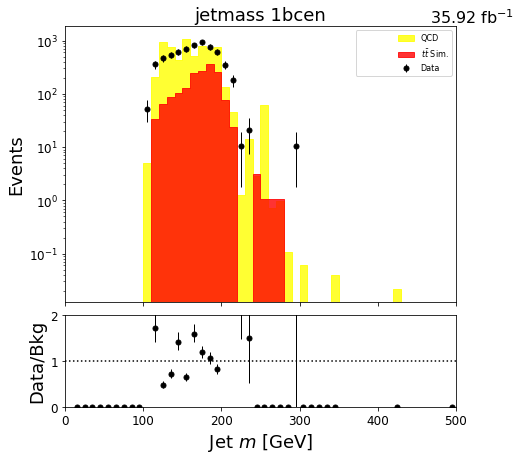 jetmass 1bcen
35.92 fb⁻¹
QCD
tt̄ Sim.
Data
Events
10³
10²
10¹
10⁰
10⁻¹
Data/Bkg
2
1
0
0 100 200 300 400 500
Jet m [GeV]